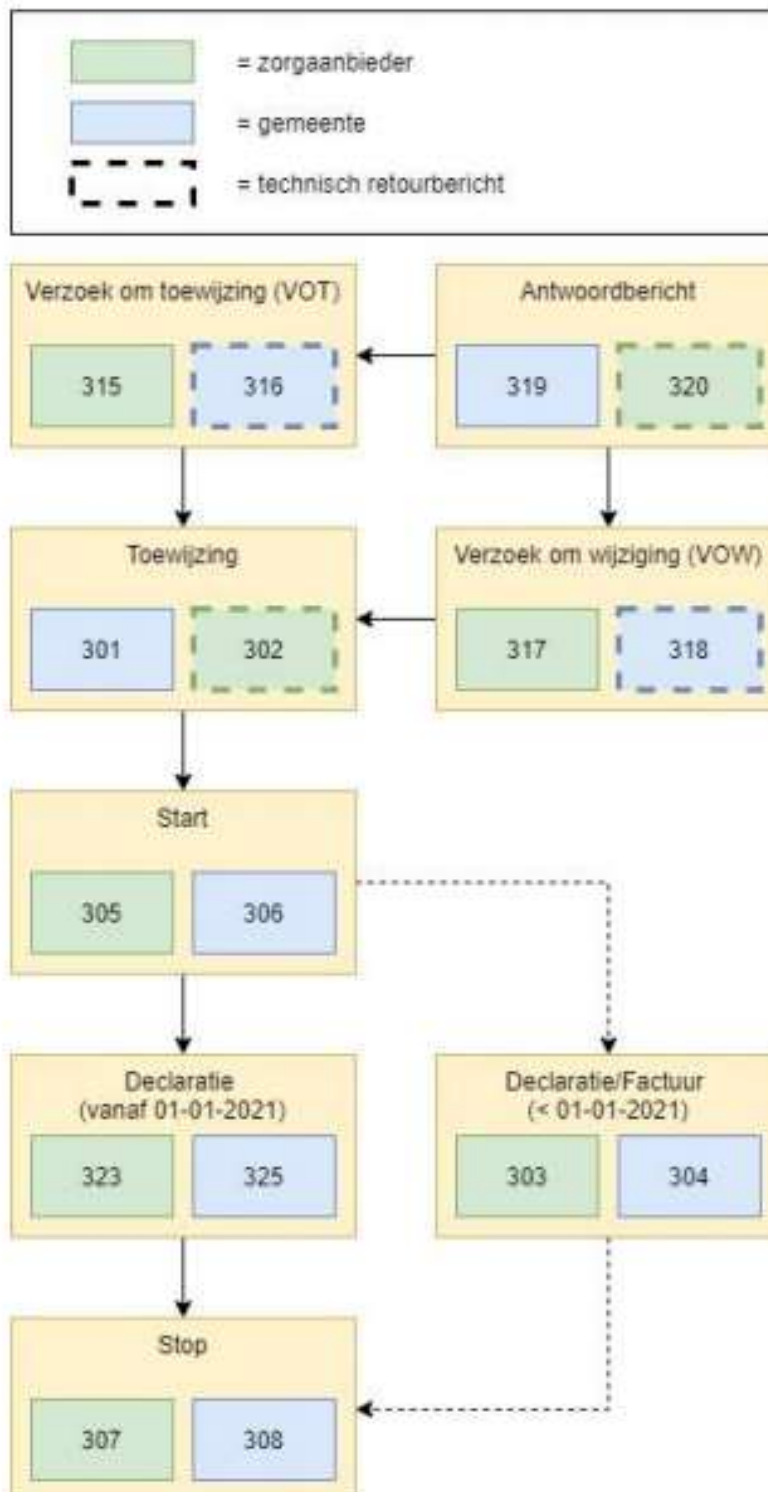 = zorgaanbieder
= gemeente
= technisch retourbericht
Verzoek om toewijzing (VOT)
315
316
Antwoordbericht
319
320
Toewijzing
301
302
Verzoek om wijziging (VOW)
317
318
Start
305
306
Declaratie
(vanaf 01-01-2021)
323
325
Declaratie/Factuur
(< 01-01-2021)
303
304
Stop
307
308